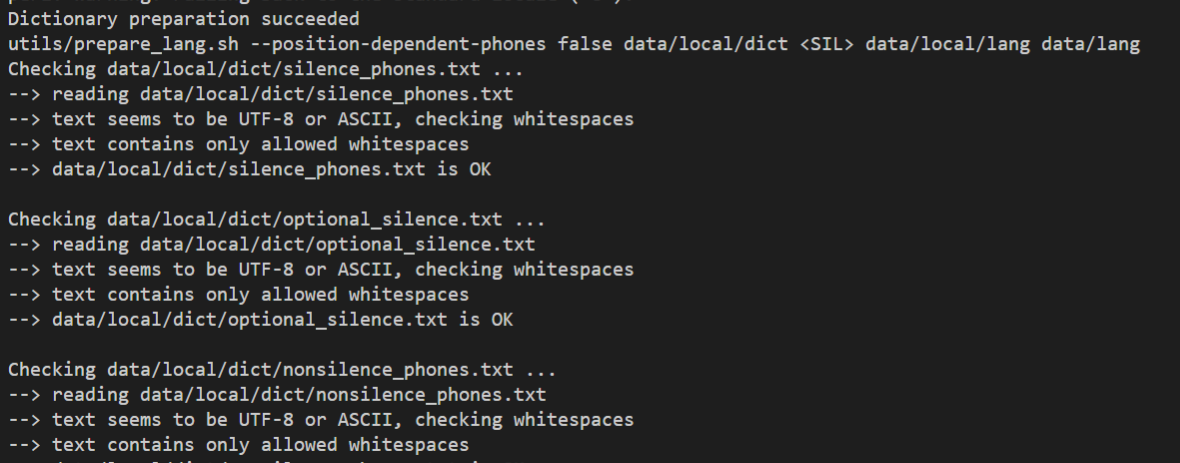 Dictionary preparation succeeded
utils/prepare_lang.sh --position-dependent-phones false data/local/dict <SIL> data/local/lang data/lang
Checking data/local/dict/silence_phones.txt ...
--> reading data/local/dict/silence_phones.txt
--> text seems to be UTF-8 or ASCII, checking whitespaces
--> text contains only allowed whitespaces
--> data/local/dict/silence_phones.txt is OK

Checking data/local/dict/optional_silence.txt ...
--> reading data/local/dict/optional_silence.txt
--> text seems to be UTF-8 or ASCII, checking whitespaces
--> text contains only allowed whitespaces
--> data/local/dict/optional_silence.txt is OK

Checking data/local/dict/nonsilence_phones.txt ...
--> reading data/local/dict/nonsilence_phones.txt
--> text seems to be UTF-8 or ASCII, checking whitespaces
--> text contains only allowed whitespaces